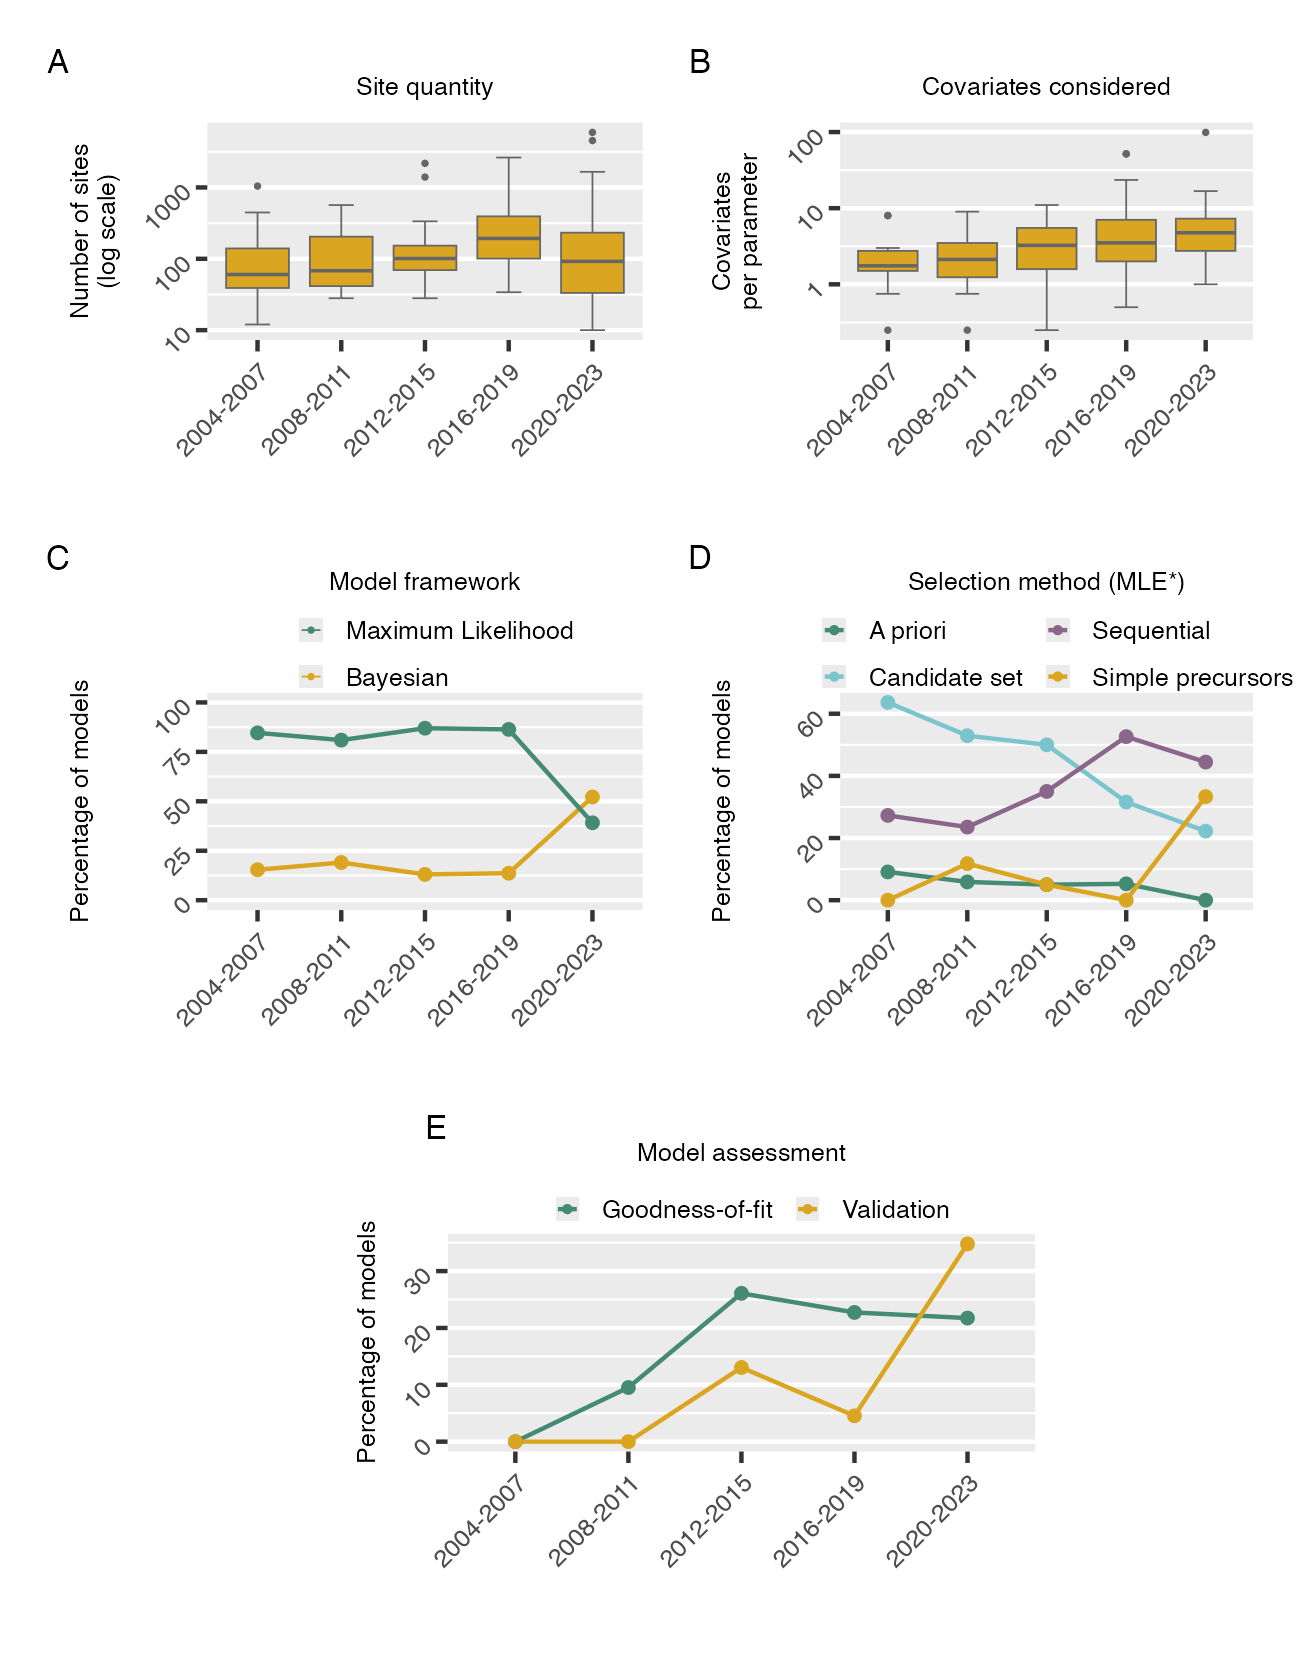 A
Site quantity
Number of sites
(log scale)
1000
100
10
2004-2007
2008-2011
2012-2015
2016-2019
2020-2023
B
Covariates considered
Covariates
per parameter
100
10
1
2004-2007
2008-2011
2012-2015
2016-2019
2020-2023
C
Model framework
Maximum Likelihood
Bayesian
Percentage of models
100
75
50
25
0
2004-2007
2008-2011
2012-2015
2016-2019
2020-2023
D
Selection method (MLE*)
A priori
Sequential
Candidate set
Simple precursors
Percentage of models
60
40
20
0
2004-2007
2008-2011
2012-2015
2016-2019
2020-2023
E
Model assessment
Goodness-of-fit
Validation
Percentage of models
30
20
10
0
2004-2007
2008-2011
2012-2015
2016-2019
2020-2023